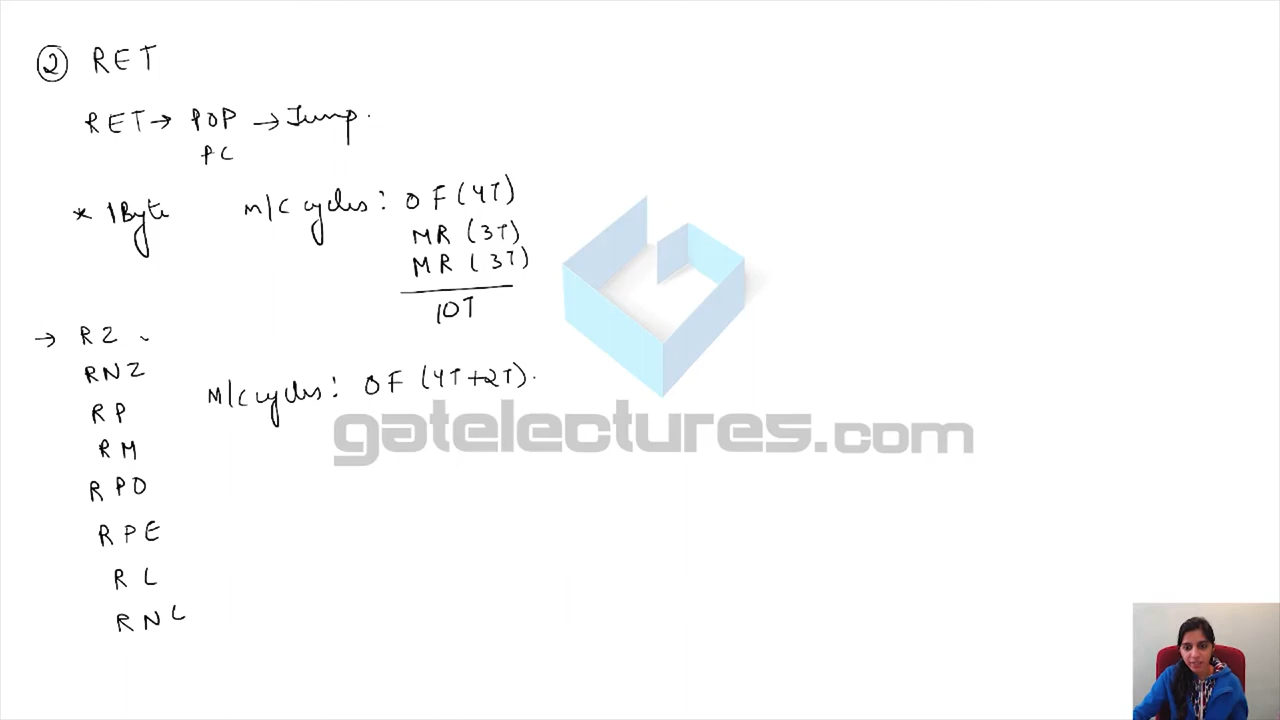 ② RET
RET → POP → Jump.
PC
* 1Byte M/C cycles: OF (4T)
MR (3T)
MR (3T)
10T
→ RZ
RNZ
M/C cycles: OF (4T+2T).
RP
RM
RPO
RPE
RC
RNC
gatelectures.com